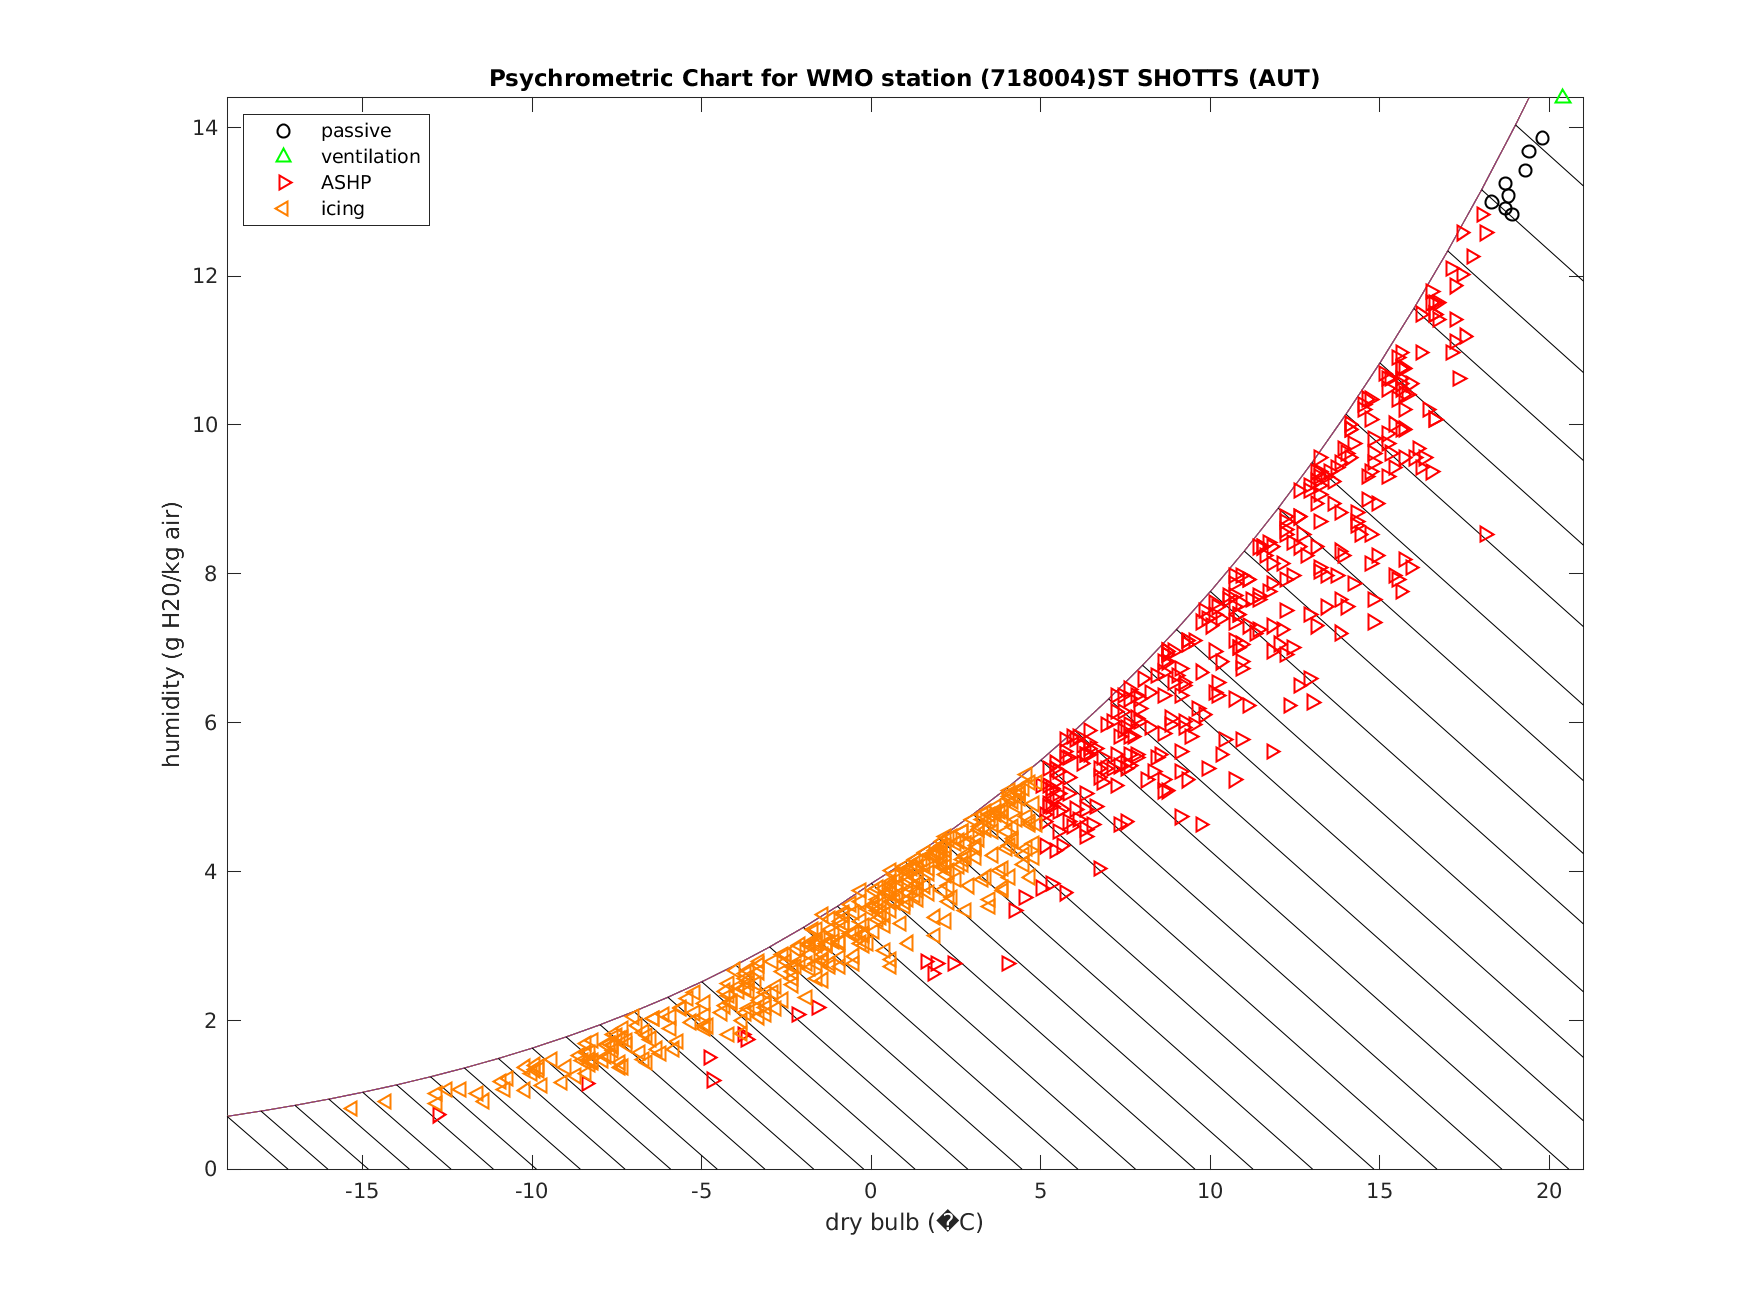 Psychrometric Chart for WMO station (718004)ST SHOTTS (AUT)
passive
ventilation
ASHP
icing
14
12
10
8
6
4
2
0
humidity (g H20/kg air)
-15
-10
-5
0
5
10
15
20
dry bulb (�C)